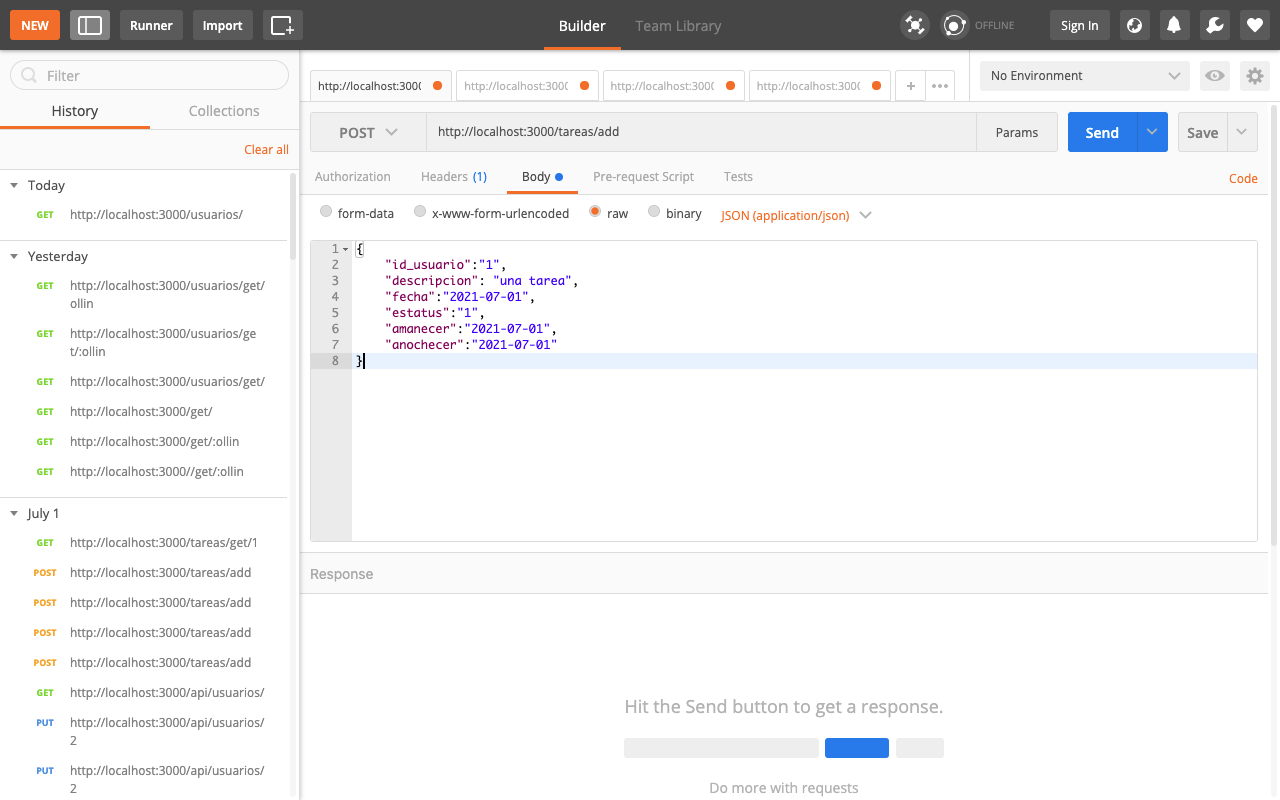 NEW Runner Import Builder Team Library OFFLINE Sign In
Filter
History Collections
Clear all
Today
GET http://localhost:3000/usuarios/
Yesterday
GET http://localhost:3000/usuarios/get/
ollin
GET http://localhost:3000/usuarios/ge
t/:ollin
GET http://localhost:3000/usuarios/get/
GET http://localhost:3000/get/
GET http://localhost:3000/get/:ollin
GET http://localhost:3000//get/:ollin
July 1
GET http://localhost:3000/tareas/get/1
POST http://localhost:3000/tareas/add
POST http://localhost:3000/tareas/add
POST http://localhost:3000/tareas/add
POST http://localhost:3000/tareas/add
GET http://localhost:3000/api/usuarios/
PUT http://localhost:3000/api/usuarios/
2
PUT http://localhost:3000/api/usuarios/
2
http://localhost:3000 http://localhost:3000 http://localhost:3000 http://localhost:3000 + ••• No Environment
POST http://localhost:3000/tareas/add Params Send Save
Authorization Headers (1) Body Pre-request Script Tests Code
form-data x-www-form-urlencoded raw binary JSON (application/json)
1 {
2 "id_usuario":"1",
3 "descripcion": "una tarea",
4 "fecha":"2021-07-01",
5 "estatus":"1",
6 "amanecer":"2021-07-01",
7 "anochecer":"2021-07-01"
8 }
Response
Hit the Send button to get a response.
Do more with requests